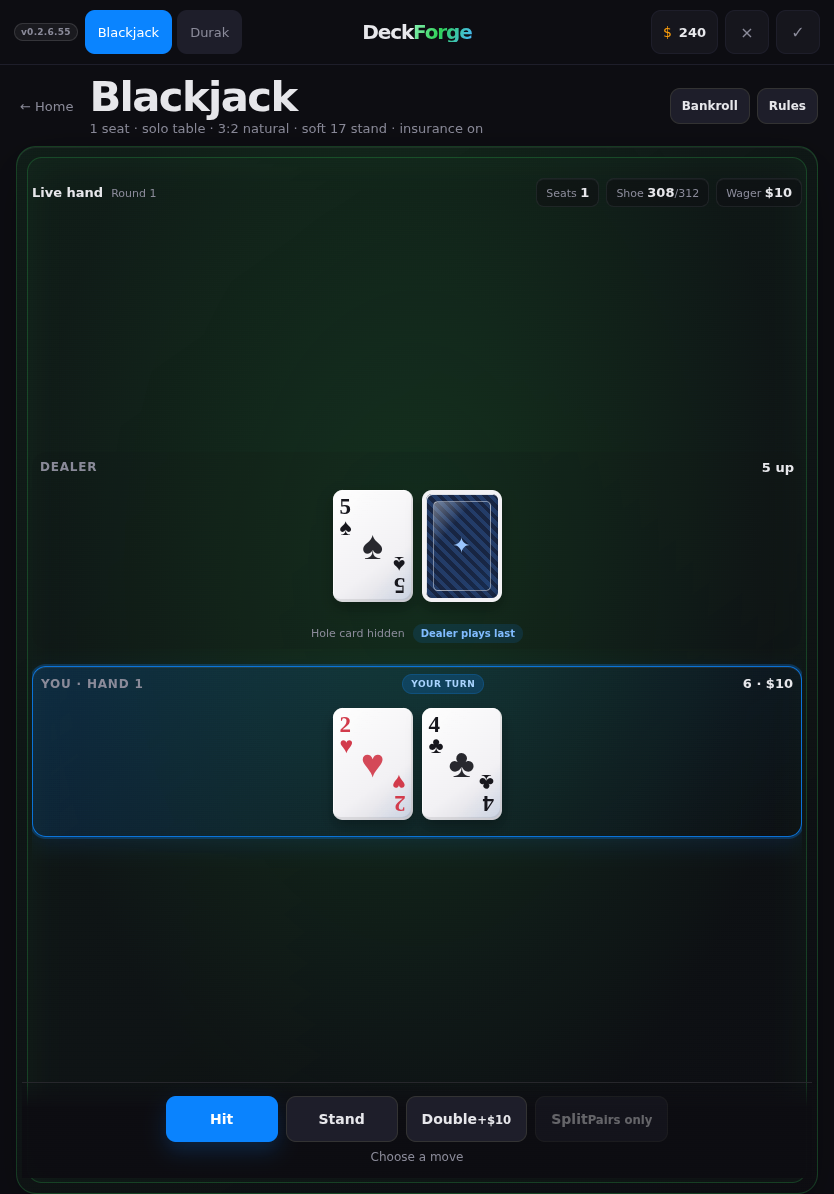 v0.2.6.55 Blackjack Durak DeckForge $ 240 × ✓
← Home Blackjack Bankroll Rules
1 seat · solo table · 3:2 natural · soft 17 stand · insurance on
Live hand Round 1 Seats 1 Shoe 308/312 Wager $10
DEALER 5 up
5♠ ♠ 5♠ ✦
Hole card hidden Dealer plays last
YOU · HAND 1 YOUR TURN 6 · $10
2♥ ♥ 2♥ 4♣ ♣ 4♣
Hit Stand Double+$10 SplitPairs only
Choose a move